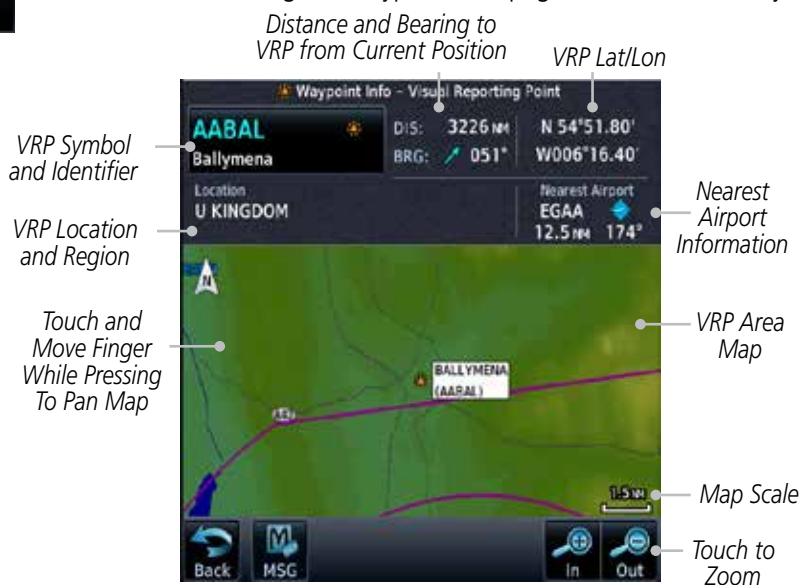 Distance and Bearing to
VRP from Current Position
VRP Lat/Lon
Waypoint Info – Visual Reporting Point
VRP Symbol
and Identifier
AABAL
Ballymena
DIS: 3226 NM
BRG: 051°
N 54°51.80'
W006°16.40'
VRP Location
and Region
Location
U KINGDOM
Nearest Airport
EGAA
12.5 NM 174°
Nearest
Airport
Information
N
Touch and
Move Finger
While Pressing
To Pan Map
BALLYMENA
(AABAL)
VRP Area
Map
1.5 NM
Map Scale
Back
MSG
In
Out
Touch to
Zoom